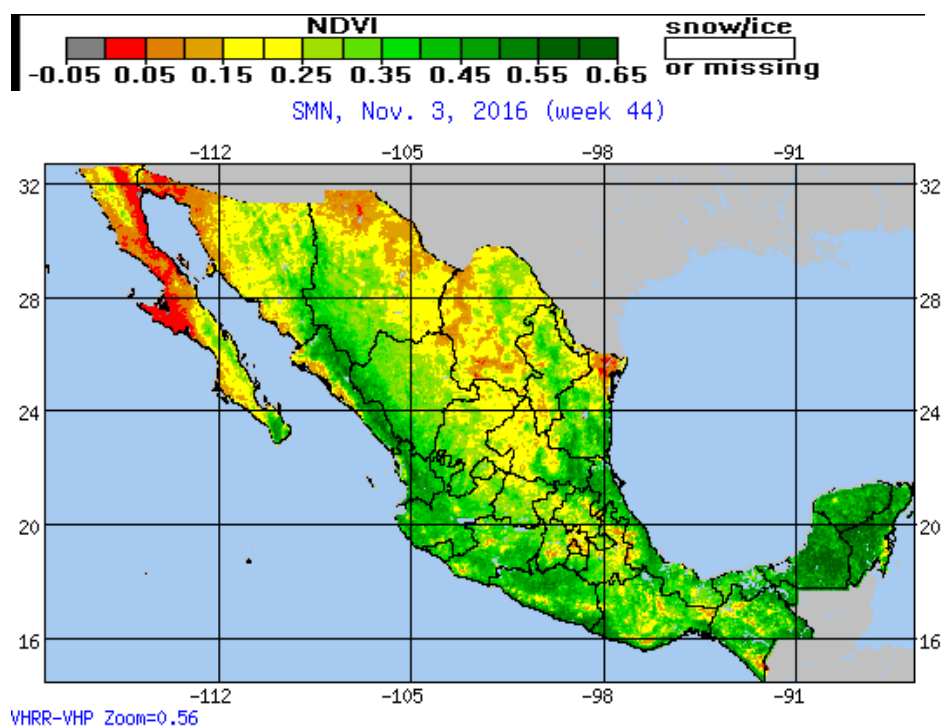 NDVI
snow/ice
-0.05 0.05 0.15 0.25 0.35 0.45 0.55 0.65
or missing
SMN, Nov. 3, 2016 (week 44)
-112 -105 -98 -91
32 32
28 28
24 24
20 20
16 16
-112 -105 -98 -91
VHRR-VHP Zoom=0.56